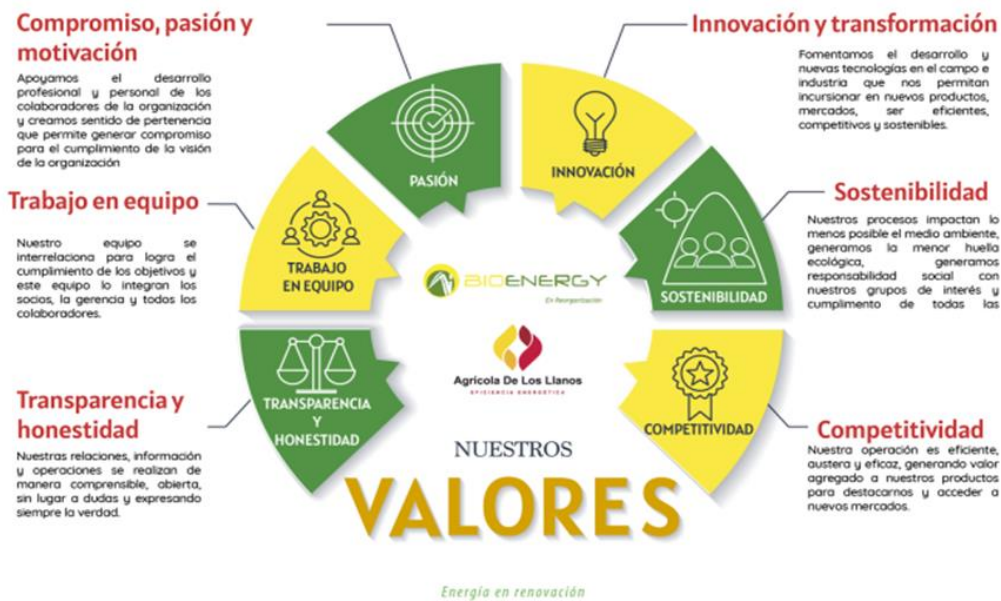 Compromiso, pasión y
motivación
Apoyamos el desarrollo
profesional y personal de los
colaboradores de la organización
y creamos sentido de pertenencia
que permite generar compromiso
para el cumplimiento de la visión
de la organización
Trabajo en equipo
Nuestro equipo se
interrelaciona para logra el
cumplimiento de los objetivos y
este equipo lo integran los
socios, la gerencia y todos los
colaboradores.
Transparencia y
honestidad
Nuestras relaciones, información
y operaciones se realizan de
manera comprensible, abierta,
sin lugar a dudas y expresando
siempre la verdad.
PASIÓN
INNOVACIÓN
TRABAJO
EN EQUIPO
SOSTENIBILIDAD
TRANSPARENCIA
Y
HONESTIDAD
COMPETITIVIDAD
BIOENERGY
En Reorganización
Agrícola De Los Llanos
EFICIENCIA ENERGÉTICA
NUESTROS
VALORES
Innovación y transformación
Fomentamos el desarrollo y
nuevas tecnologías en el campo e
industria que nos permitan
incursionar en nuevos productos,
mercados, ser eficientes,
competitivos y sostenibles.
Sostenibilidad
Nuestros procesos impactan lo
menos posible el medio ambiente,
generamos la menor huella
ecológica, generamos
responsabilidad social con
nuestros grupos de interés y
cumplimento de todas las
Competitividad
Nuestra operación es eficiente,
austera y eficaz, generando valor
agregado a nuestros productos
para destacarnos y acceder a
nuevos mercados.
Energía en renovación